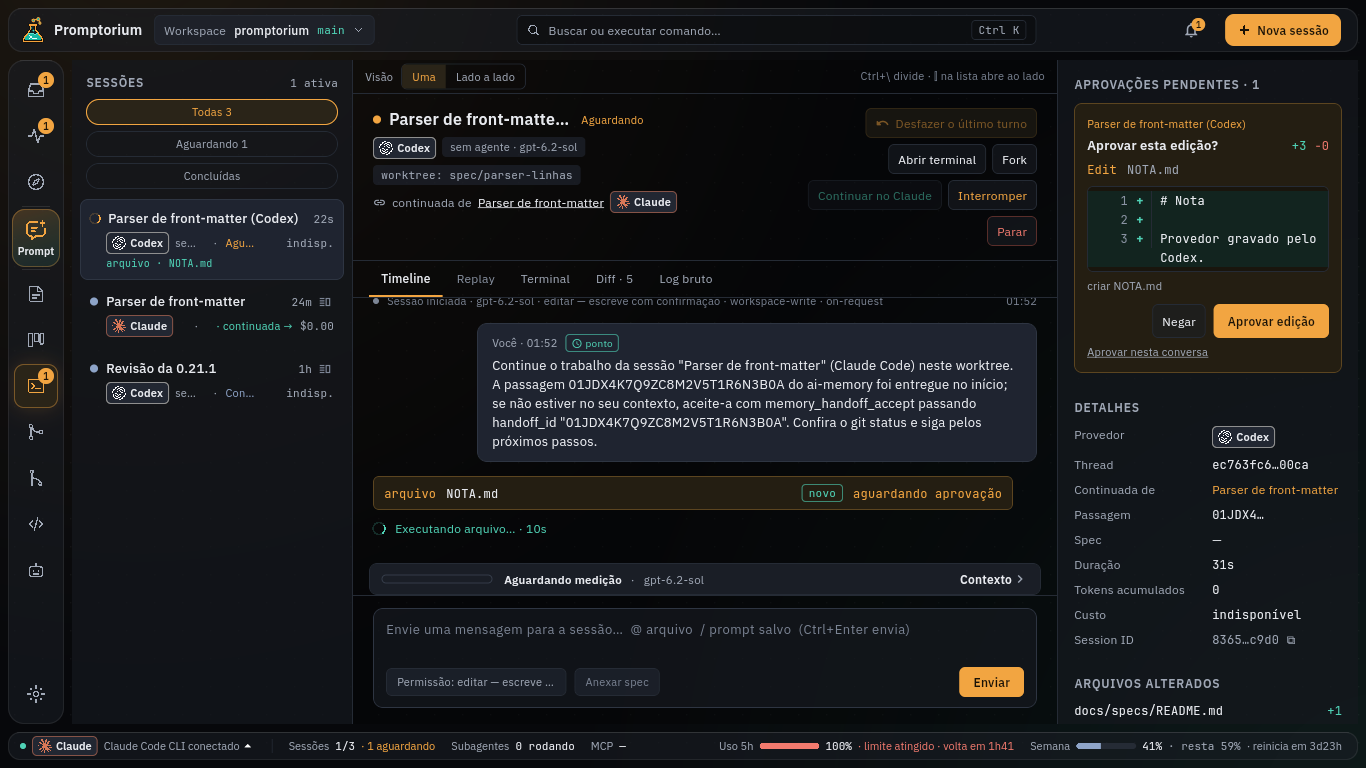 Promptorium
Workspace promptorium main
Buscar ou executar comando...
Ctrl K
1
+ Nova sessão
1
1
Prompt
1
SESSÕES
1 ativa
Todas 3
Aguardando 1
Concluídas
Parser de front-matter (Codex) 22s
Codex se... · Agu... indisp.
arquivo · NOTA.md
Parser de front-matter 24m
Claude · · continuada → $0.00
Revisão da 0.21.1 1h
Codex se... · Con... indisp.
Visão Uma Lado a lado
Ctrl+\ divide · ‖ na lista abre ao lado
Parser de front-matte... Aguardando
Codex sem agente · gpt-6.2-sol
worktree: spec/parser-linhas
continuada de Parser de front-matter Claude
Desfazer o último turno
Abrir terminal Fork
Continuar no Claude Interromper
Parar
Timeline Replay Terminal Diff · 5 Log bruto
Sessão iniciada · gpt-6.2-sol · editar — escreve com confirmação · workspace-write · on-request 01:52
Você · 01:52 ponto
Continue o trabalho da sessão "Parser de front-matter" (Claude Code) neste worktree.
A passagem 01JDX4K7Q9ZC8M2V5T1R6N3B0A do ai-memory foi entregue no início;
se não estiver no seu contexto, aceite-a com memory_handoff_accept passando
handoff_id "01JDX4K7Q9ZC8M2V5T1R6N3B0A". Confira o git status e siga pelos
próximos passos.
arquivo NOTA.md novo aguardando aprovação
Executando arquivo... · 10s
Aguardando medição · gpt-6.2-sol Contexto
Envie uma mensagem para a sessão... @ arquivo / prompt salvo (Ctrl+Enter envia)
Permissão: editar — escreve ... Anexar spec
Enviar
APROVAÇÕES PENDENTES · 1
Parser de front-matter (Codex)
Aprovar esta edição? +3 -0
Edit NOTA.md
1 + # Nota
2 +
3 + Provedor gravado pelo
Codex.
criar NOTA.md
Negar Aprovar edição
Aprovar nesta conversa
DETALHES
Provedor Codex
Thread ec763fc6…00ca
Continuada de Parser de front-matter
Passagem 01JDX4…
Spec —
Duração 31s
Tokens acumulados 0
Custo indisponível
Session ID 8365…c9d0
ARQUIVOS ALTERADOS
docs/specs/README.md +1
Claude Claude Code CLI conectado
Sessões 1/3 · 1 aguardando
Subagentes 0 rodando
MCP —
Uso 5h 100% · limite atingido · volta em 1h41
Semana 41% · resta 59% · reinicia em 3d23h